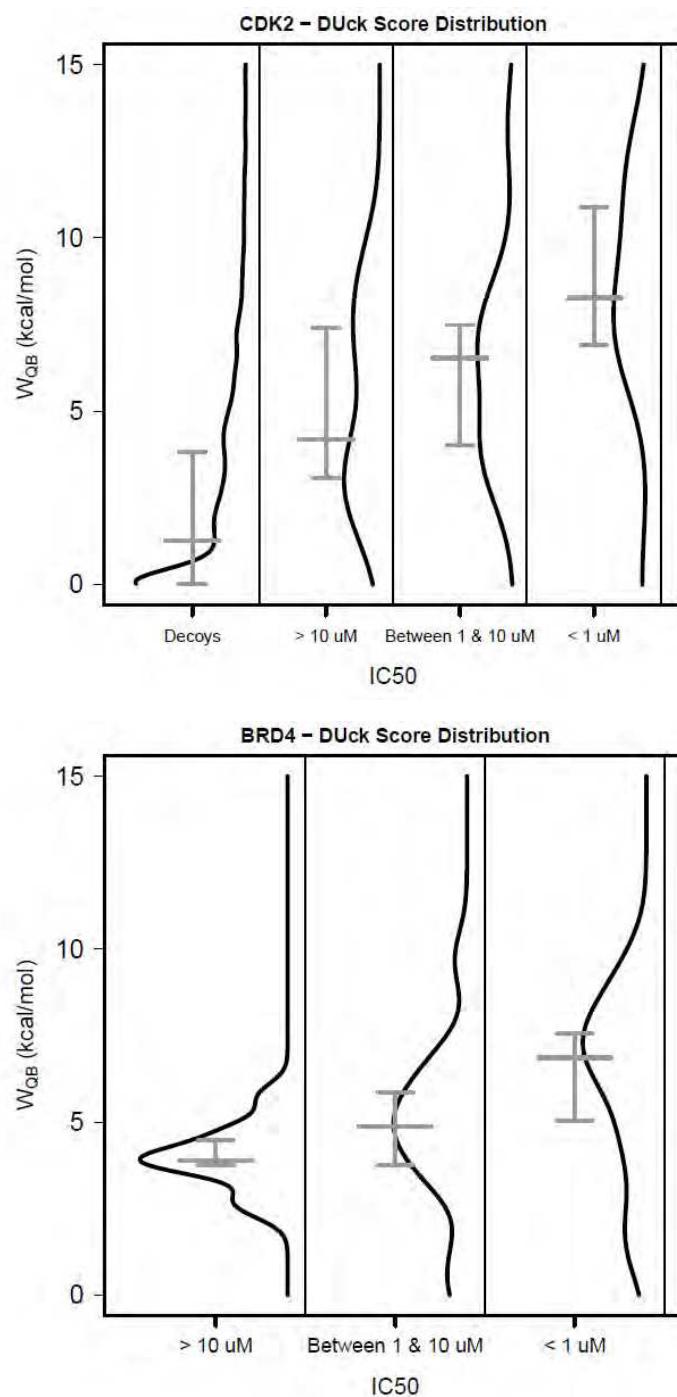 CDK2 − DUck Score Distribution
15
10
5
0
W_QB (kcal/mol)
Decoys
> 10 uM
Between 1 & 10 uM
< 1 uM
IC50
BRD4 − DUck Score Distribution
15
10
5
0
W_QB (kcal/mol)
> 10 uM
Between 1 & 10 uM
< 1 uM
IC50